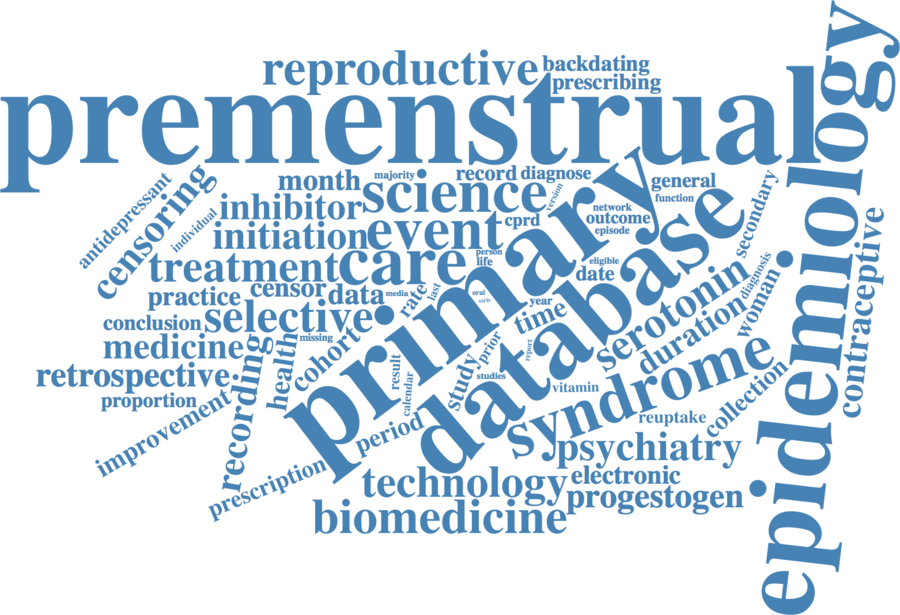 reproductive
backdating
prescribing
premenstrual
epidemiology
majority
record
diagnose
month
science
version
general
function
antidepressant
censoring
individual
inhibitor
network
cprd
outcome
episode
secondary
initiation
event
primary
database
treatment
care
person
life
eligible
date
contraceptive
practice
censor
data
media
rate
last
oral
year
serotonin
diagnosis
woman
conclusion
selective
missing
time
duration
medicine
recording
health
cohort
prior
report
retrospective
result
study
studies
syndrome
proportion
calendar
vitamin
collection
improvement
period
reuptake
prescription
psychiatry
technology
electronic
progestogen
biomedicine